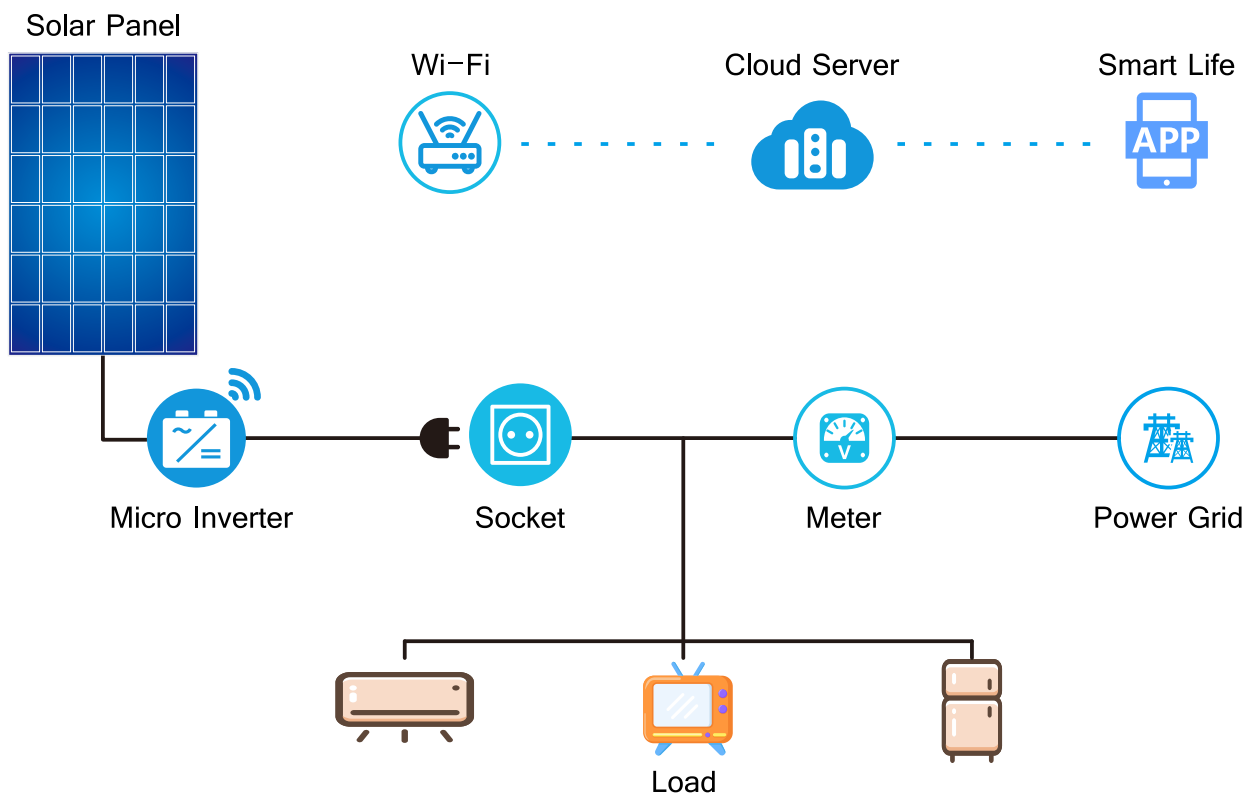 Solar Panel
Wi-Fi
Cloud Server
Smart Life
APP
Micro Inverter
Socket
V
Meter
Power Grid
Load